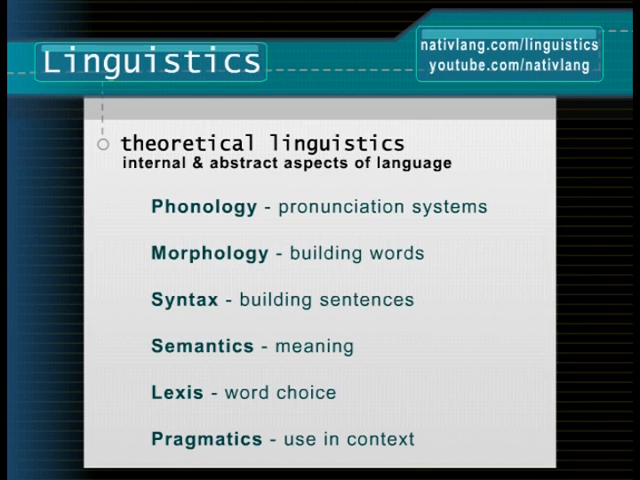 Linguistics
nativlang.com/linguistics
youtube.com/nativlang
theoretical linguistics
internal & abstract aspects of language
Phonology - pronunciation systems
Morphology - building words
Syntax - building sentences
Semantics - meaning
Lexis - word choice
Pragmatics - use in context